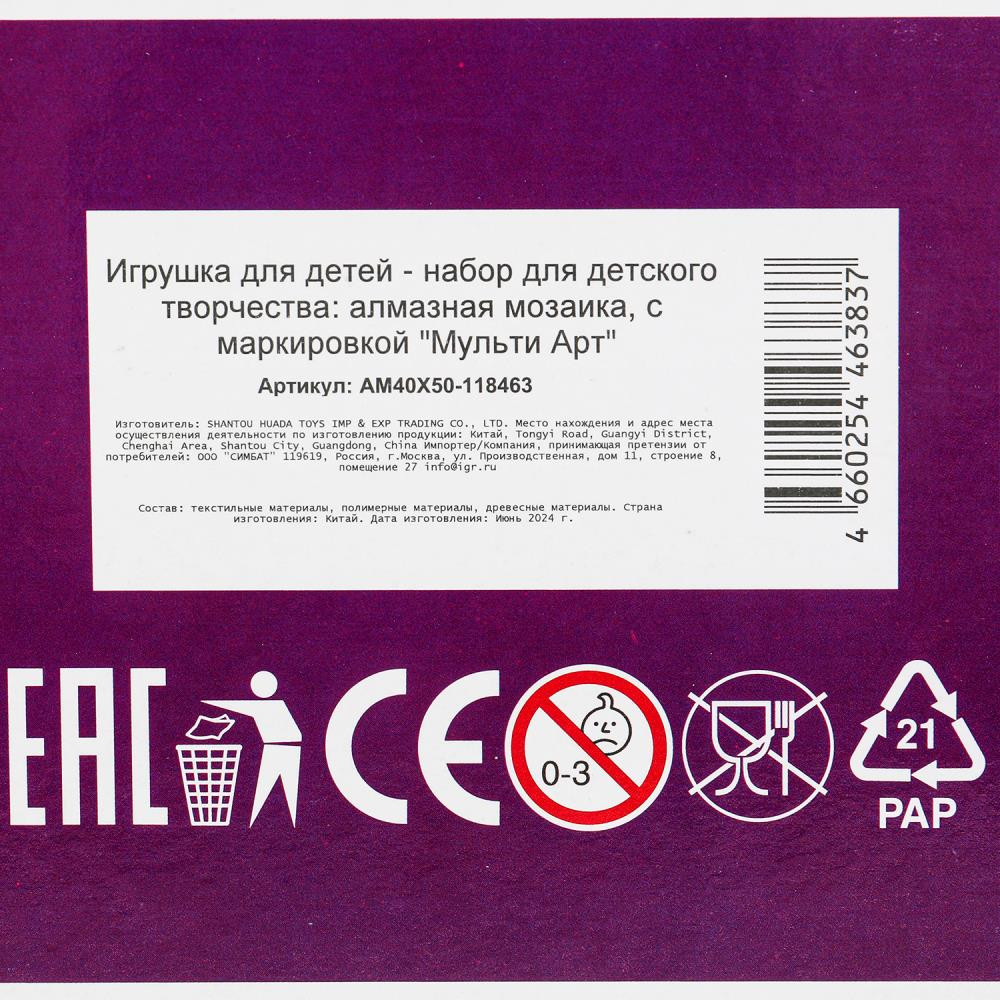 Игрушка для детей - набор для детского
творчества: алмазная мозаика, с
маркировкой "Мульти Арт"
Артикул: AM40X50-118463
Изготовитель: SHANTOU HUADA TOYS IMP & EXP TRADING CO., LTD. Место нахождения и адрес места
осуществления деятельности по изготовлению продукции: Китай, Tongyi Road, Guangyi District,
Chenghai Area, Shantou City, Guangdong, China Импортер/Компания, принимающая претензии от
потребителей: ООО "СИМБАТ" 119619, Россия, г.Москва, ул. Производственная, дом 11, строение 8,
помещение 27 info@igr.ru
Состав: текстильные материалы, полимерные материалы, древесные материалы. Страна
изготовления: Китай. Дата изготовления: Июнь 2024 г.
4 660254 463837
EAC
CE
0-3
21
PAP